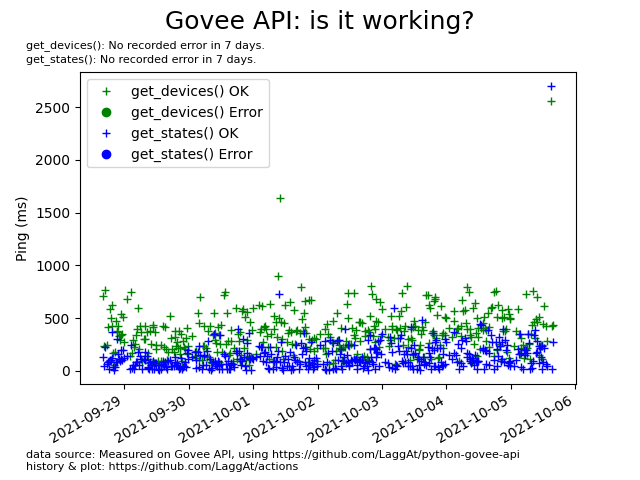 Govee API: is it working?
get_devices(): No recorded error in 7 days.
get_states(): No recorded error in 7 days.
get_devices() OK
get_devices() Error
get_states() OK
get_states() Error
Ping (ms)
2500
2000
1500
1000
500
0
2021-09-29
2021-09-30
2021-10-01
2021-10-02
2021-10-03
2021-10-04
2021-10-05
2021-10-06
data source: Measured on Govee API, using https://github.com/LaggAt/python-govee-api
history & plot: https://github.com/LaggAt/actions